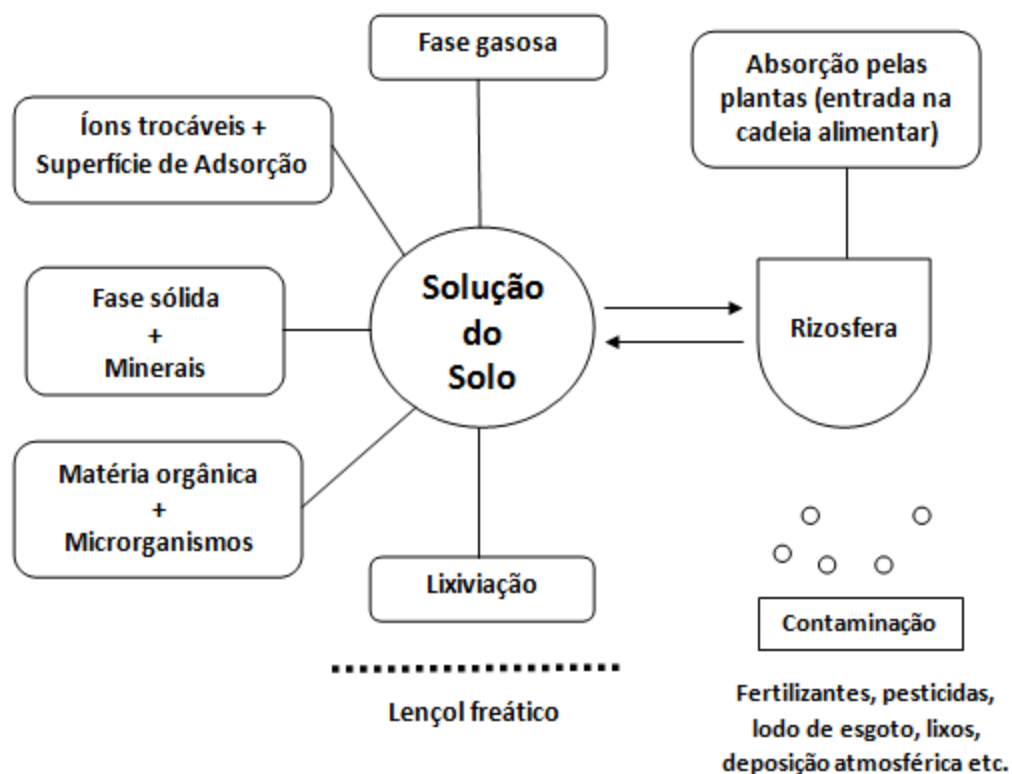 Fase gasosa
Absorção pelas
plantas (entrada na
cadeia alimentar)
Íons trocáveis +
Superfície de Adsorção
Solução
do
Solo
Fase sólida
+
Minerais
Rizosfera
Matéria orgânica
+
Microrganismos
Lixiviação
Contaminação
Lençol freático
Fertilizantes, pesticidas,
lodo de esgoto, lixos,
deposição atmosférica etc.